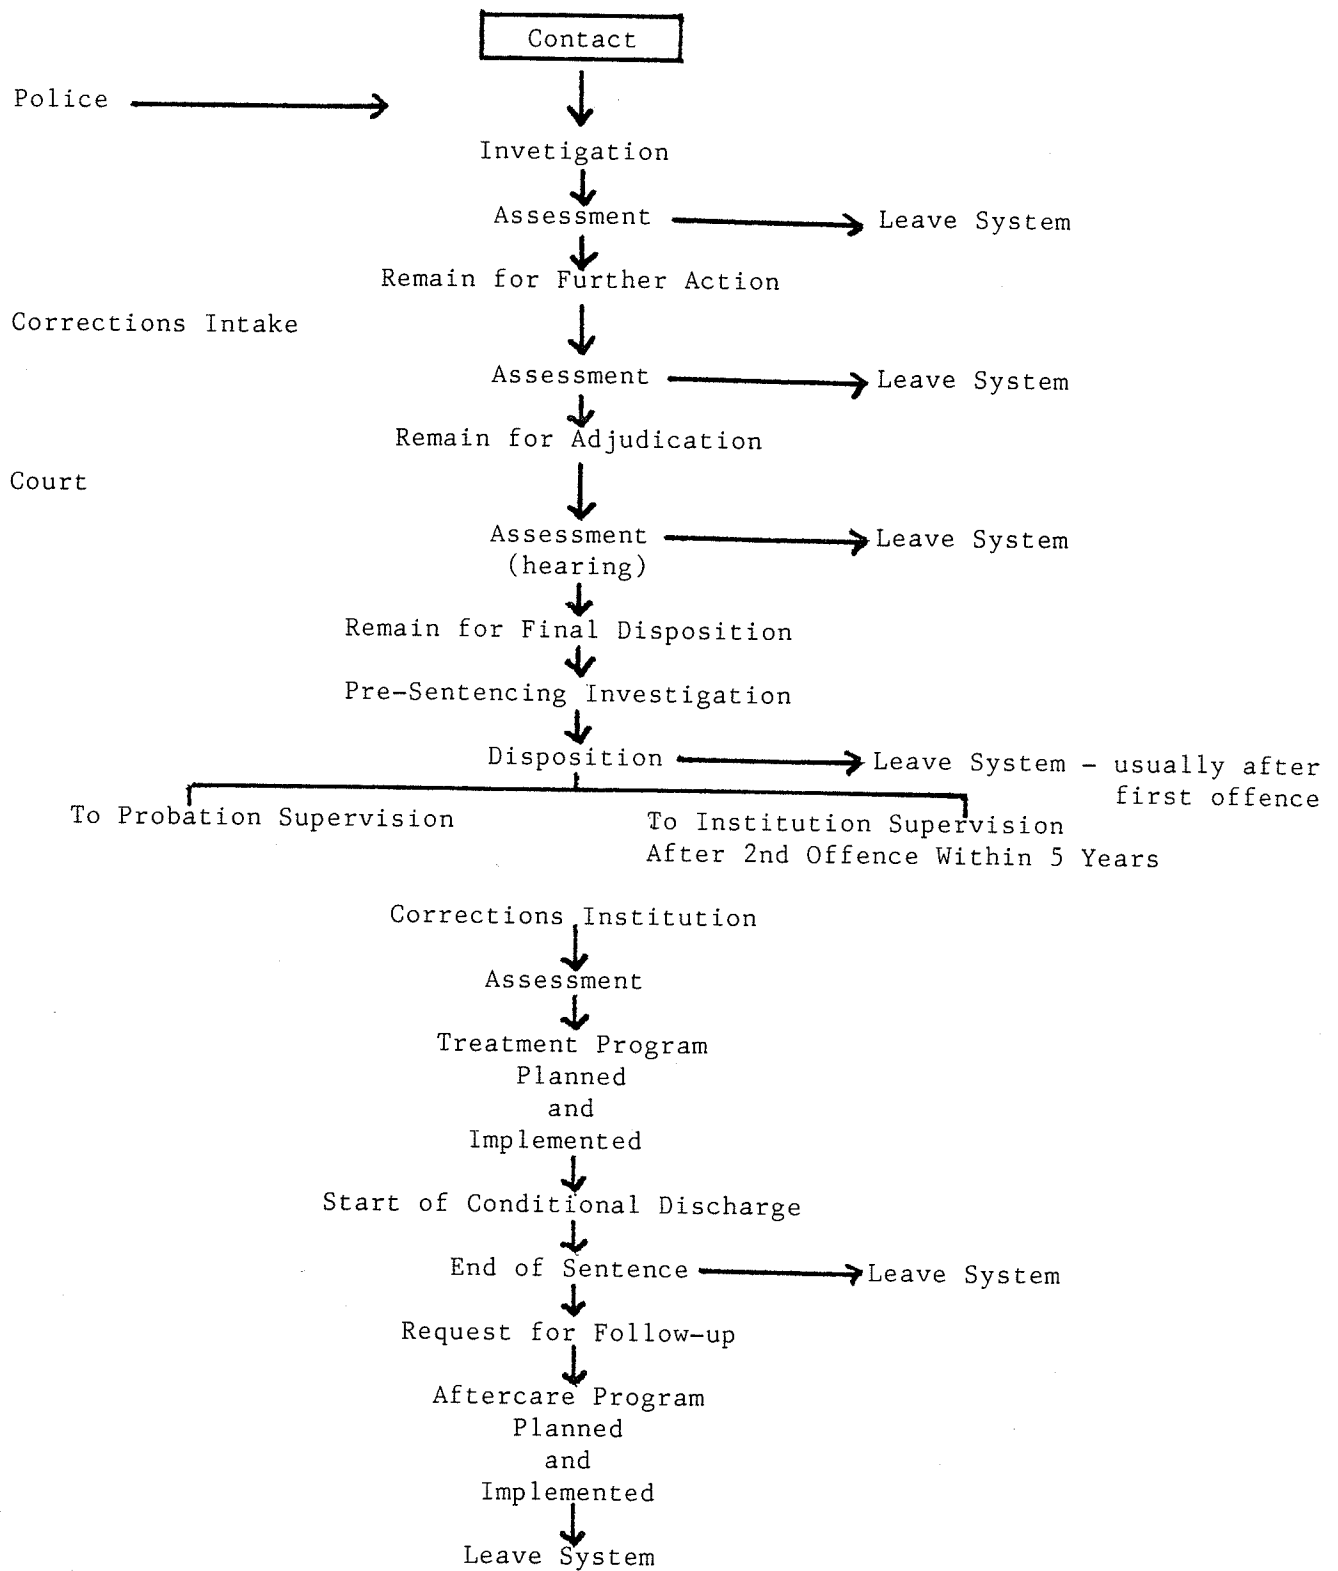 Contact
Police
Invetigation
Assessment
Leave System
Remain for Further Action
Corrections Intake
Assessment
Leave System
Remain for Adjudication
Court
Assessment
(hearing)
Leave System
Remain for Final Disposition
Pre-Sentencing Investigation
Disposition
Leave System - usually after
first offence
To Probation Supervision
To Institution Supervision
After 2nd Offence Within 5 Years
Corrections Institution
Assessment
Treatment Program
Planned
and
Implemented
Start of Conditional Discharge
End of Sentence
Leave System
Request for Follow-up
Aftercare Program
Planned
and
Implemented
Leave System